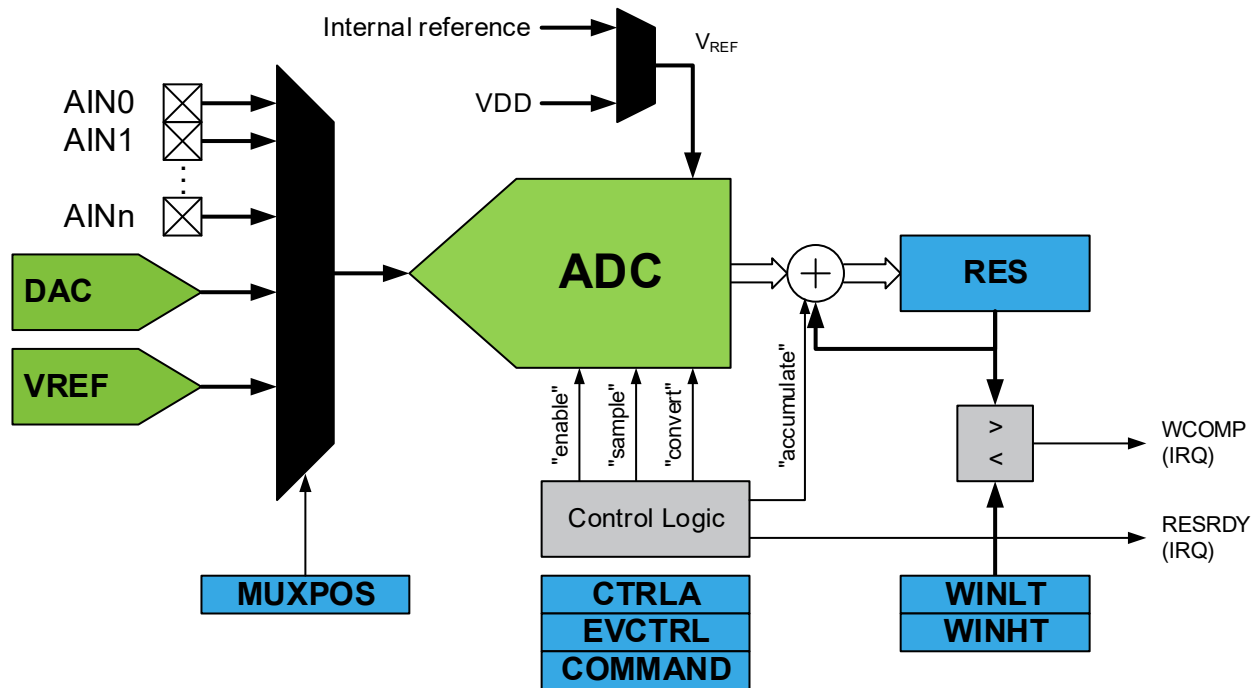 Internal reference
VREF
VDD
AIN0
AIN1
AINn
DAC
VREF
ADC
+
RES
"enable"
"sample"
"convert"
"accumulate"
>
<
WCOMP
(IRQ)
Control Logic
RESRDY
(IRQ)
MUXPOS
CTRLA
EVCTRL
COMMAND
WINLT
WINHT